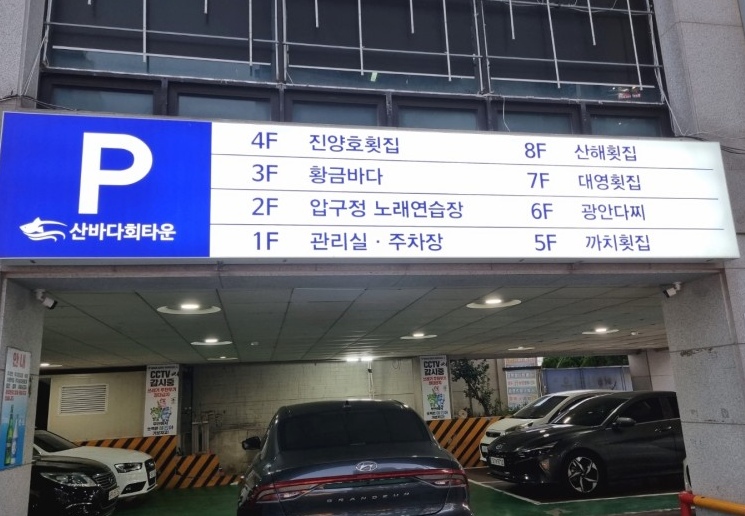 P
산바다회타운
4F 진양호횟집
3F 황금바다
2F 압구정 노래연습장
1F 관리실 · 주차장
8F 산해횟집
7F 대영횟집
6F 광안다찌
5F 까치횟집
안내
CCTV
감시중
CCTV
감시중
GRANDEUR